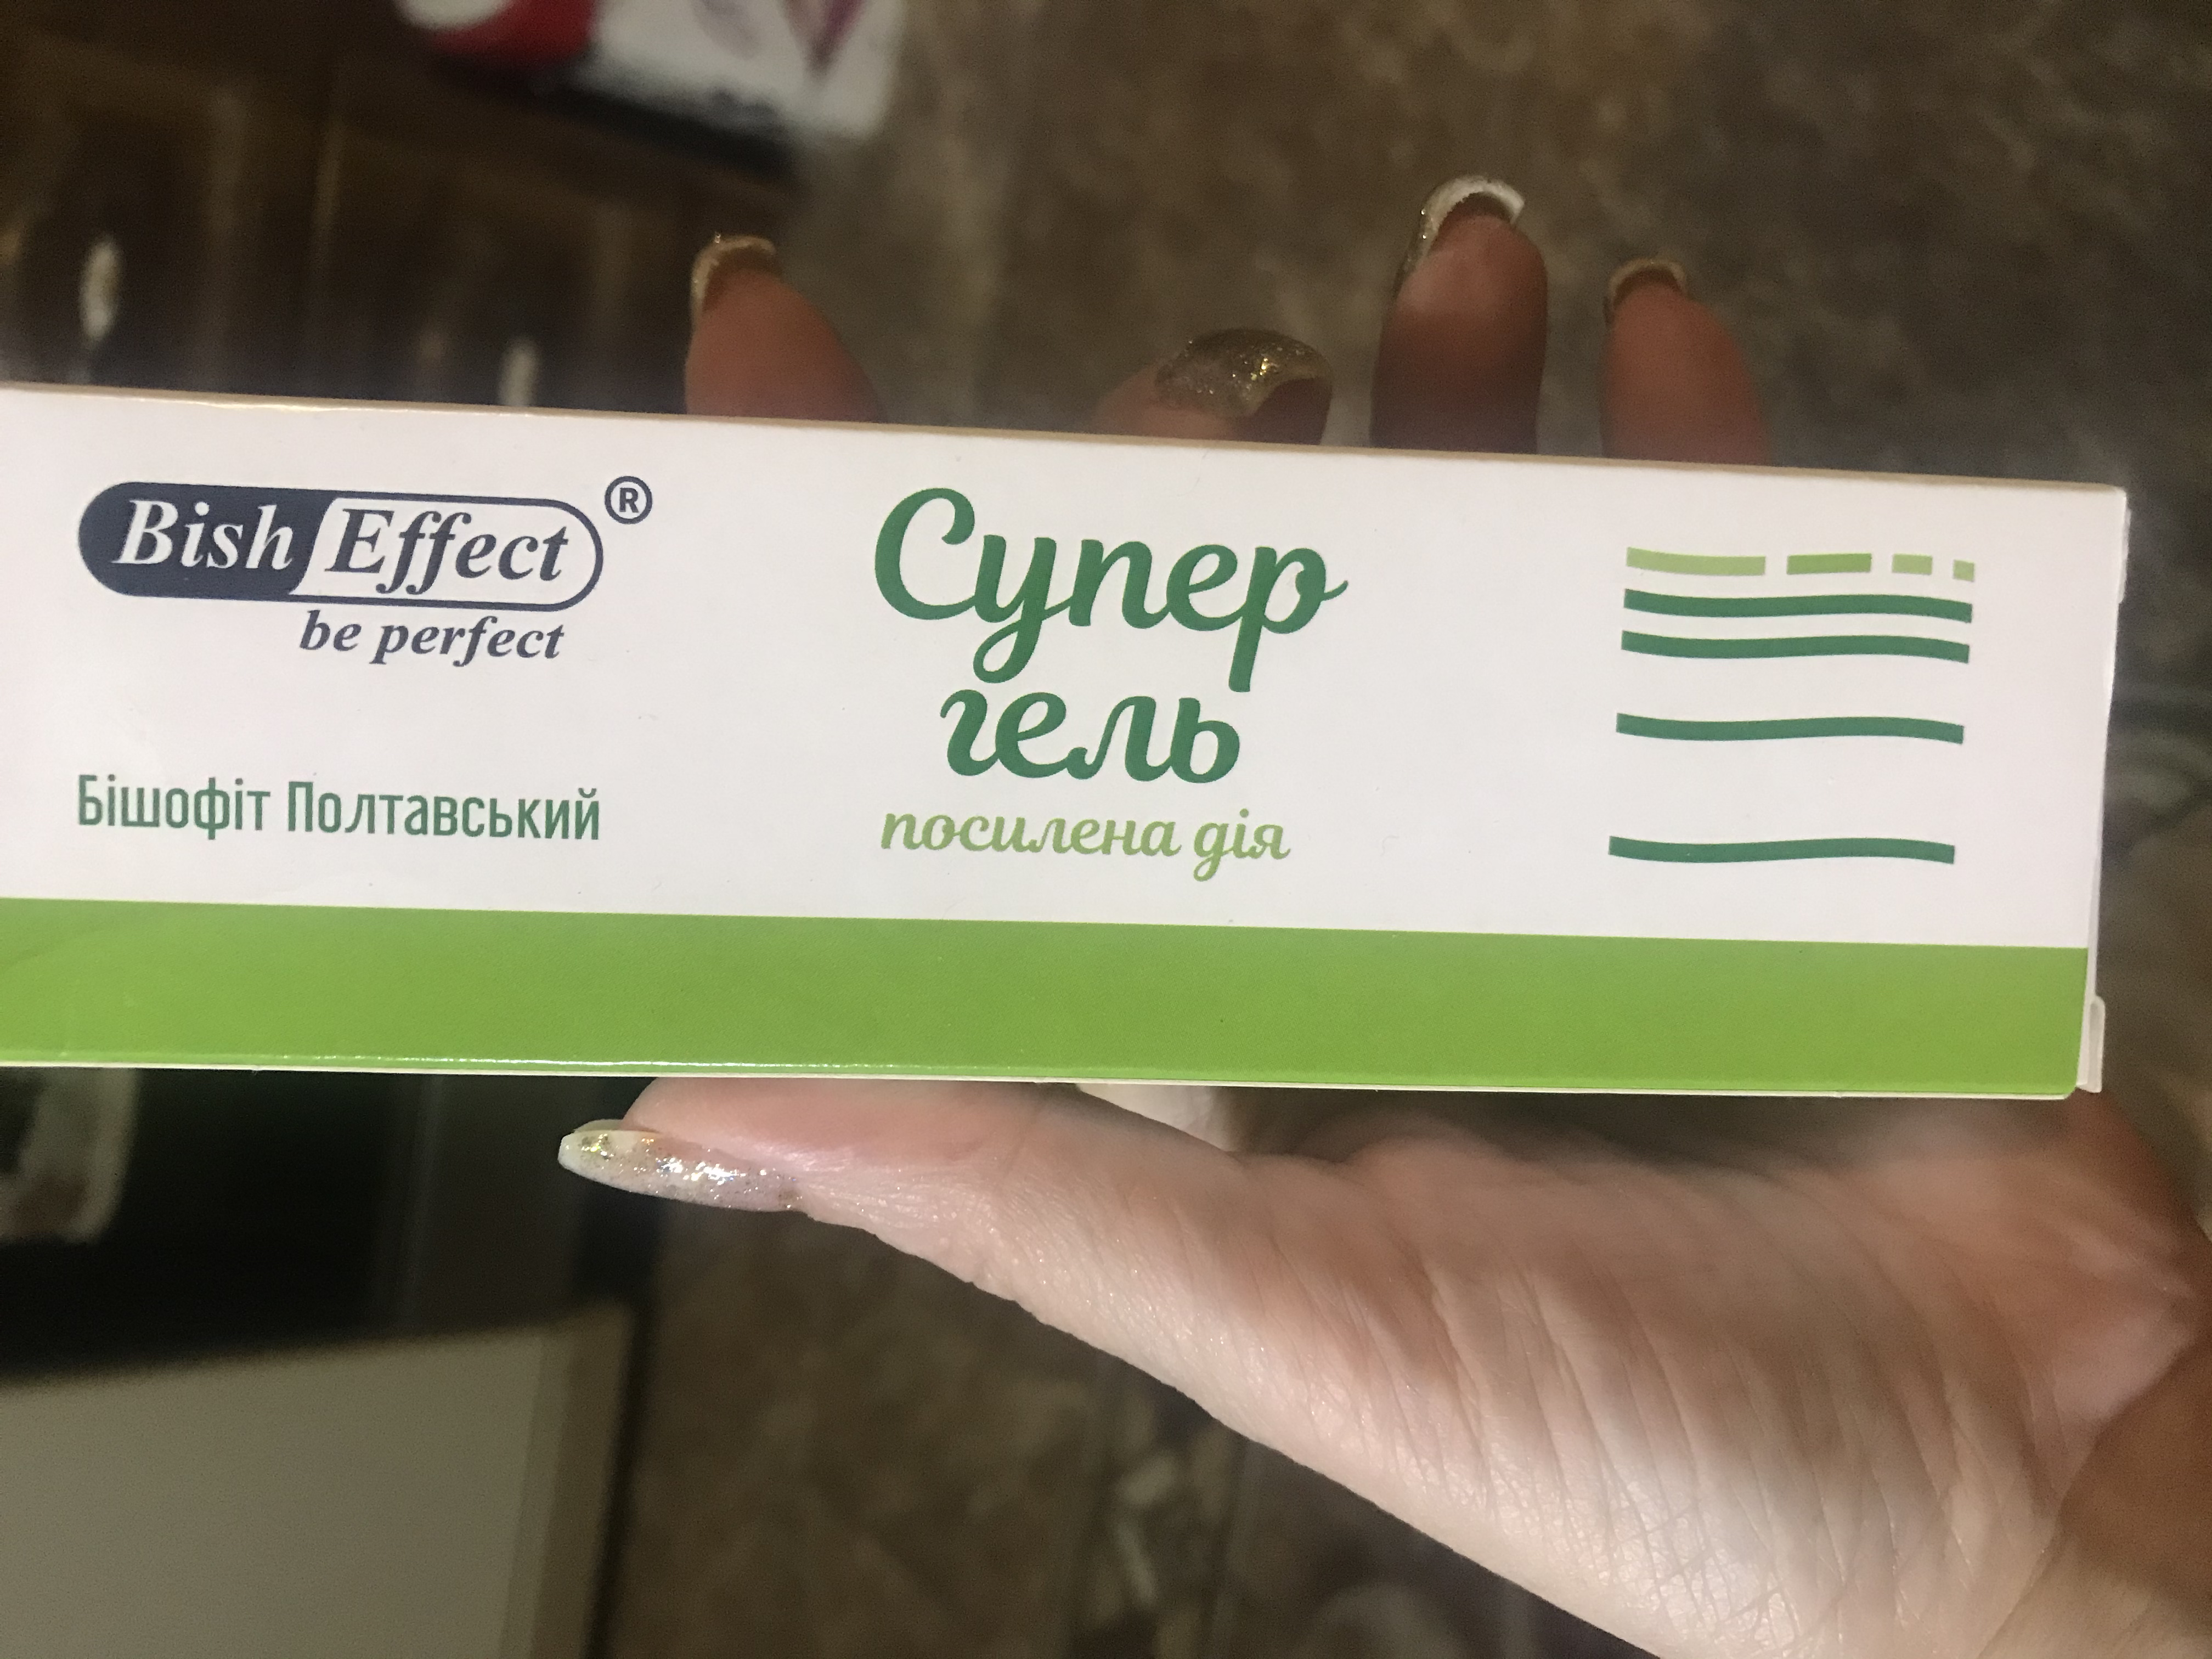 Bish Effect ®
be perfect
Бішофіт Полтавський
Супер
гель
посилена дія